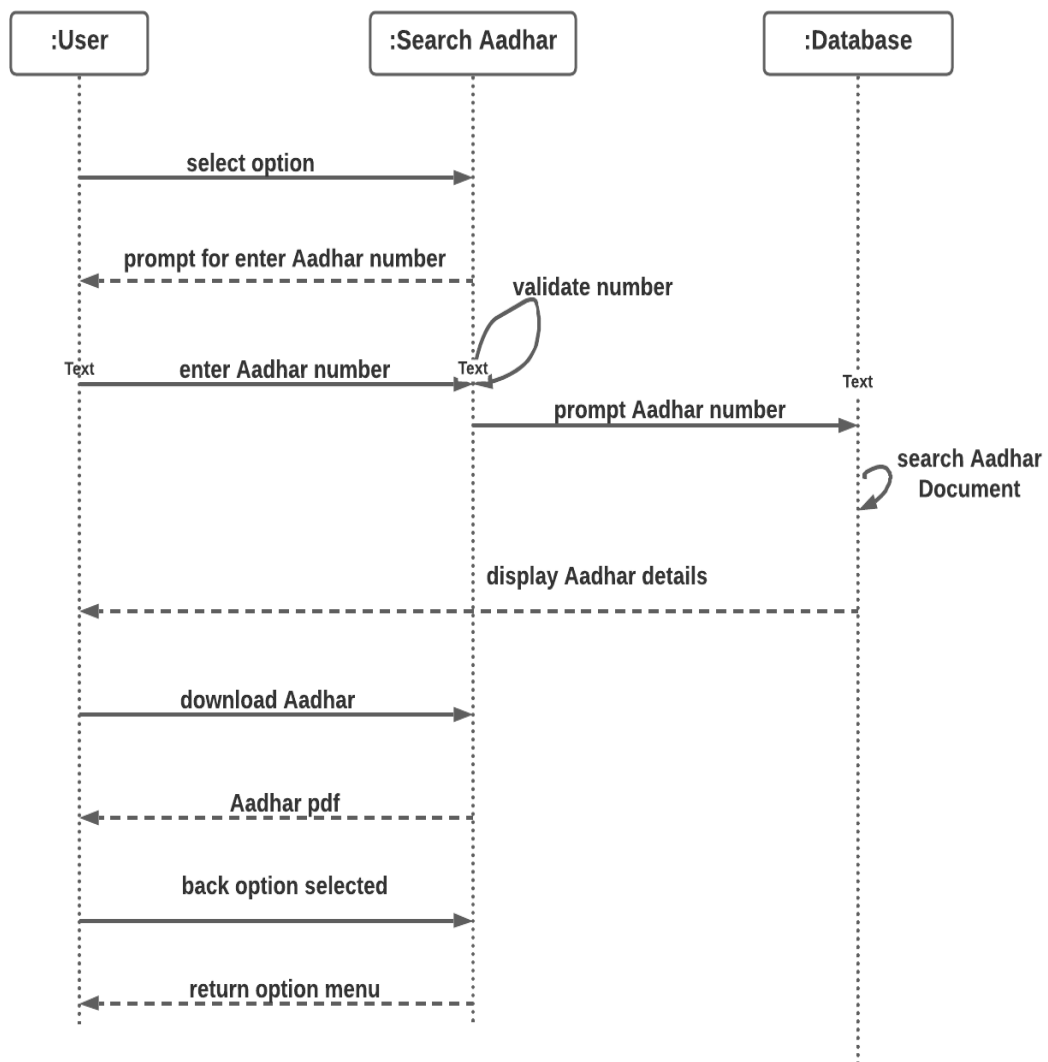 :User
:Search Aadhar
:Database
select option
prompt for enter Aadhar number
validate number
Text
enter Aadhar number
Text
Text
prompt Aadhar number
search Aadhar
Document
display Aadhar details
download Aadhar
Aadhar pdf
back option selected
return option menu